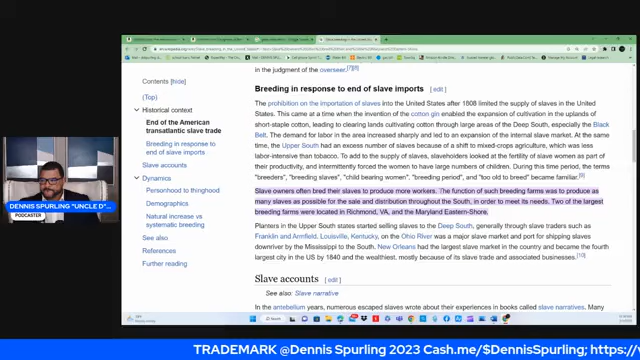 in the judgment of the overseer.[7][8]
Breeding in response to end of slave imports [ edit ]
The prohibition on the importation of slaves into the United States after 1808 limited the supply of slaves in the United
States. This came at a time when the invention of the cotton gin enabled the expansion of cultivation in the uplands of
short-staple cotton, leading to clearing lands cultivating cotton through large areas of the Deep South, especially the Black
Belt. The demand for labor in the area increased sharply and led to an expansion of the internal slave market. At the same
time, the Upper South had an excess number of slaves because of a shift to mixed-crops agriculture, which was
less labor-intensive than tobacco. To add to the supply of slaves, slaveholders looked at the fertility of slave women as part of
their productivity, and intermittently forced the women to have large numbers of children. During this time period, the terms
"breeders", "breeding slaves", "child bearing women", "breeding period", and "too old to breed" became familiar.[9]
Slave owners often bred their slaves to produce more workers. The function of such breeding farms was to produce as
many slaves as possible for the sale and distribution throughout the South, in order to meet its needs. Two of the largest
breeding farms were located in Richmond, VA, and the Maryland Eastern-Shore.
Planters in the Upper South states started selling slaves to the Deep South, generally through slave traders such as
Franklin and Armfield. Louisville, Kentucky, on the Ohio River was a major slave market and port for shipping slaves
downriver by the Mississippi to the South. New Orleans had the largest slave market in the country and became the fourth
largest city in the US by 1840 and the wealthiest, mostly because of its slave trade and associated businesses.[10]
Slave accounts [ edit ]
See also: Slave narrative
In the antebellum years, numerous escaped slaves wrote about their experiences in books called slave narratives. Many
Contents [hide]
(Top)
Historical context
End of the American
transatlantic slave trade
Breeding in response to
end of slave imports
Slave accounts
Dynamics
Personhood to thinghood
Demographics
Natural increase vs
systematic breeding
See also
References
Further reading
DENNIS SPURLING "UNCLE D"
PODCASTER
TRADEMARK @Dennis Spurling 2023 Cash.me/$DennisSpurling; https://